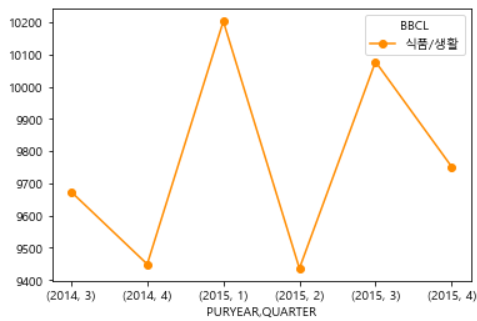 10200
10100
10000
9900
9800
9700
9600
9500
9400
BBCL
식품/생활
(2014, 3) (2014, 4) (2015, 1) (2015, 2) (2015, 3) (2015, 4)
PURYEAR,QUARTER